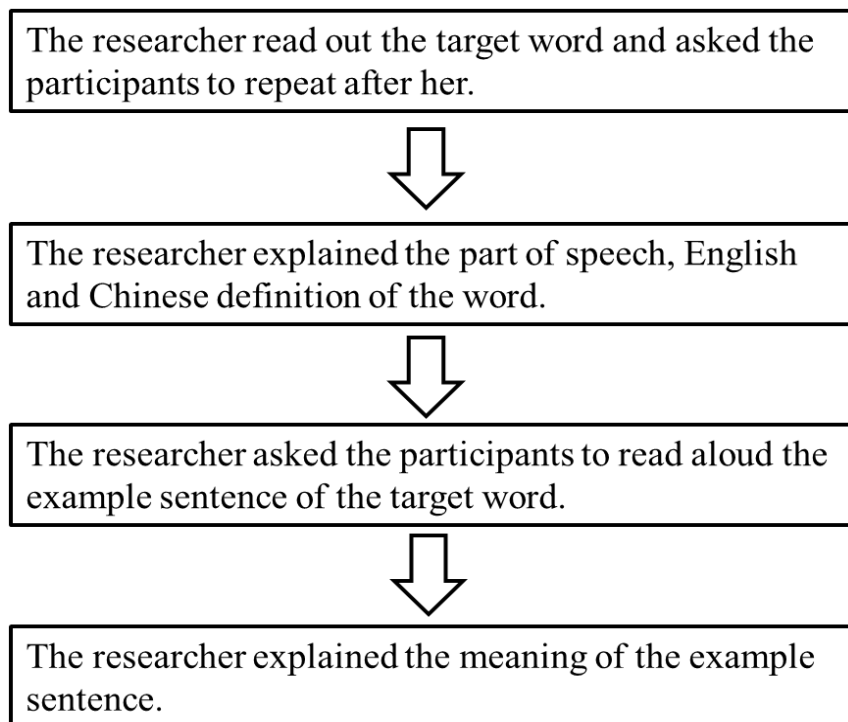 The researcher read out the target word and asked the
participants to repeat after her.
The researcher explained the part of speech, English
and Chinese definition of the word.
The researcher asked the participants to read aloud the
example sentence of the target word.
The researcher explained the meaning of the example
sentence.